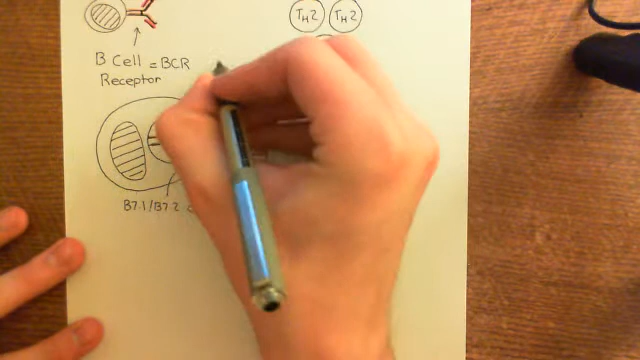 TH2 TH2
B Cell = BCR
Receptor
B7.1/B7.2